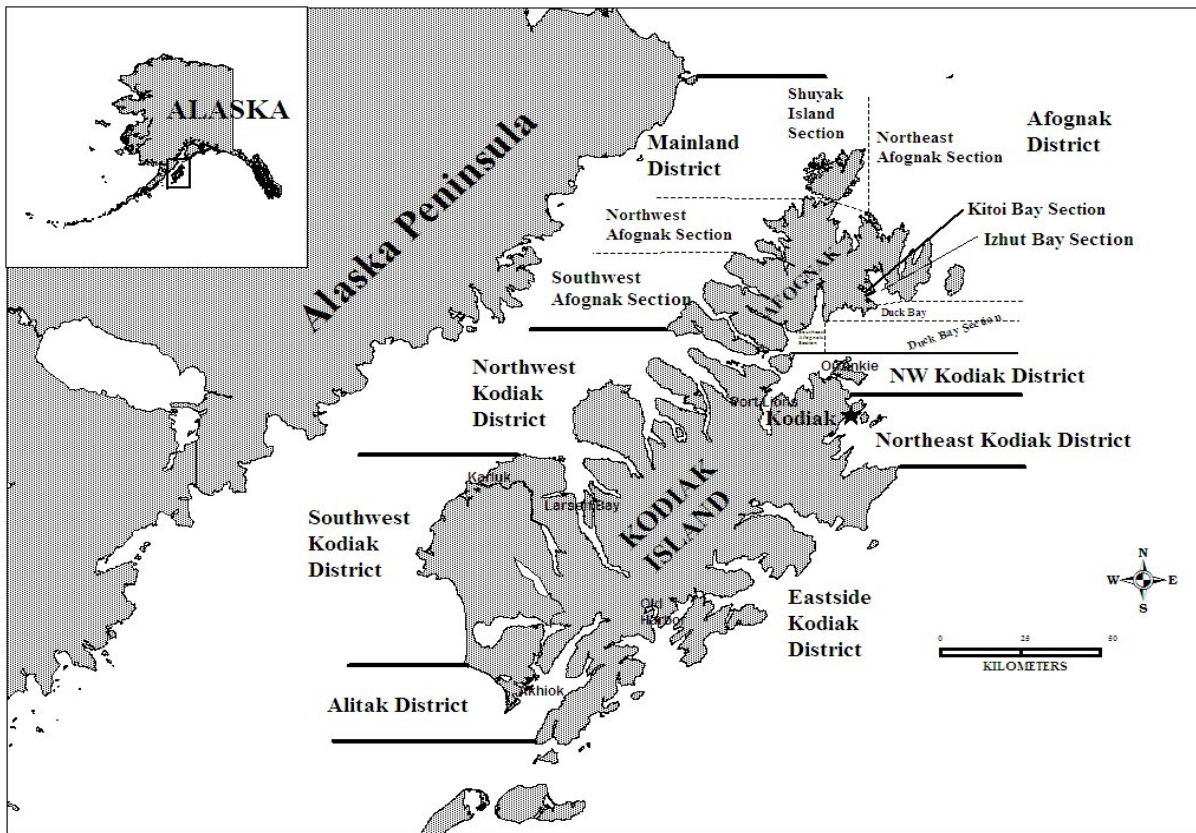 ALASKA
Alaska Peninsula
Shuyak
Island
Section
Mainland
District
Northeast
Afognak Section
Afognak
District
Northwest
Afognak Section
Kitoi Bay Section
Izhut Bay Section
Southwest
Afognak Section
AFOGNAK
Duck Bay
Duck Bay Section
Southeast
Afognak
Section
Northwest
Kodiak
District
Ouzinkie
NW Kodiak District
Port Lions
Kodiak
Northeast Kodiak District
Karluk
Larsen Bay
KODIAK
ISLAND
Southwest
Kodiak
District
Old
Harbor
Eastside
Kodiak
District
N
W E
S
0 25 50
KILOMETERS
Akhiok
Alitak District